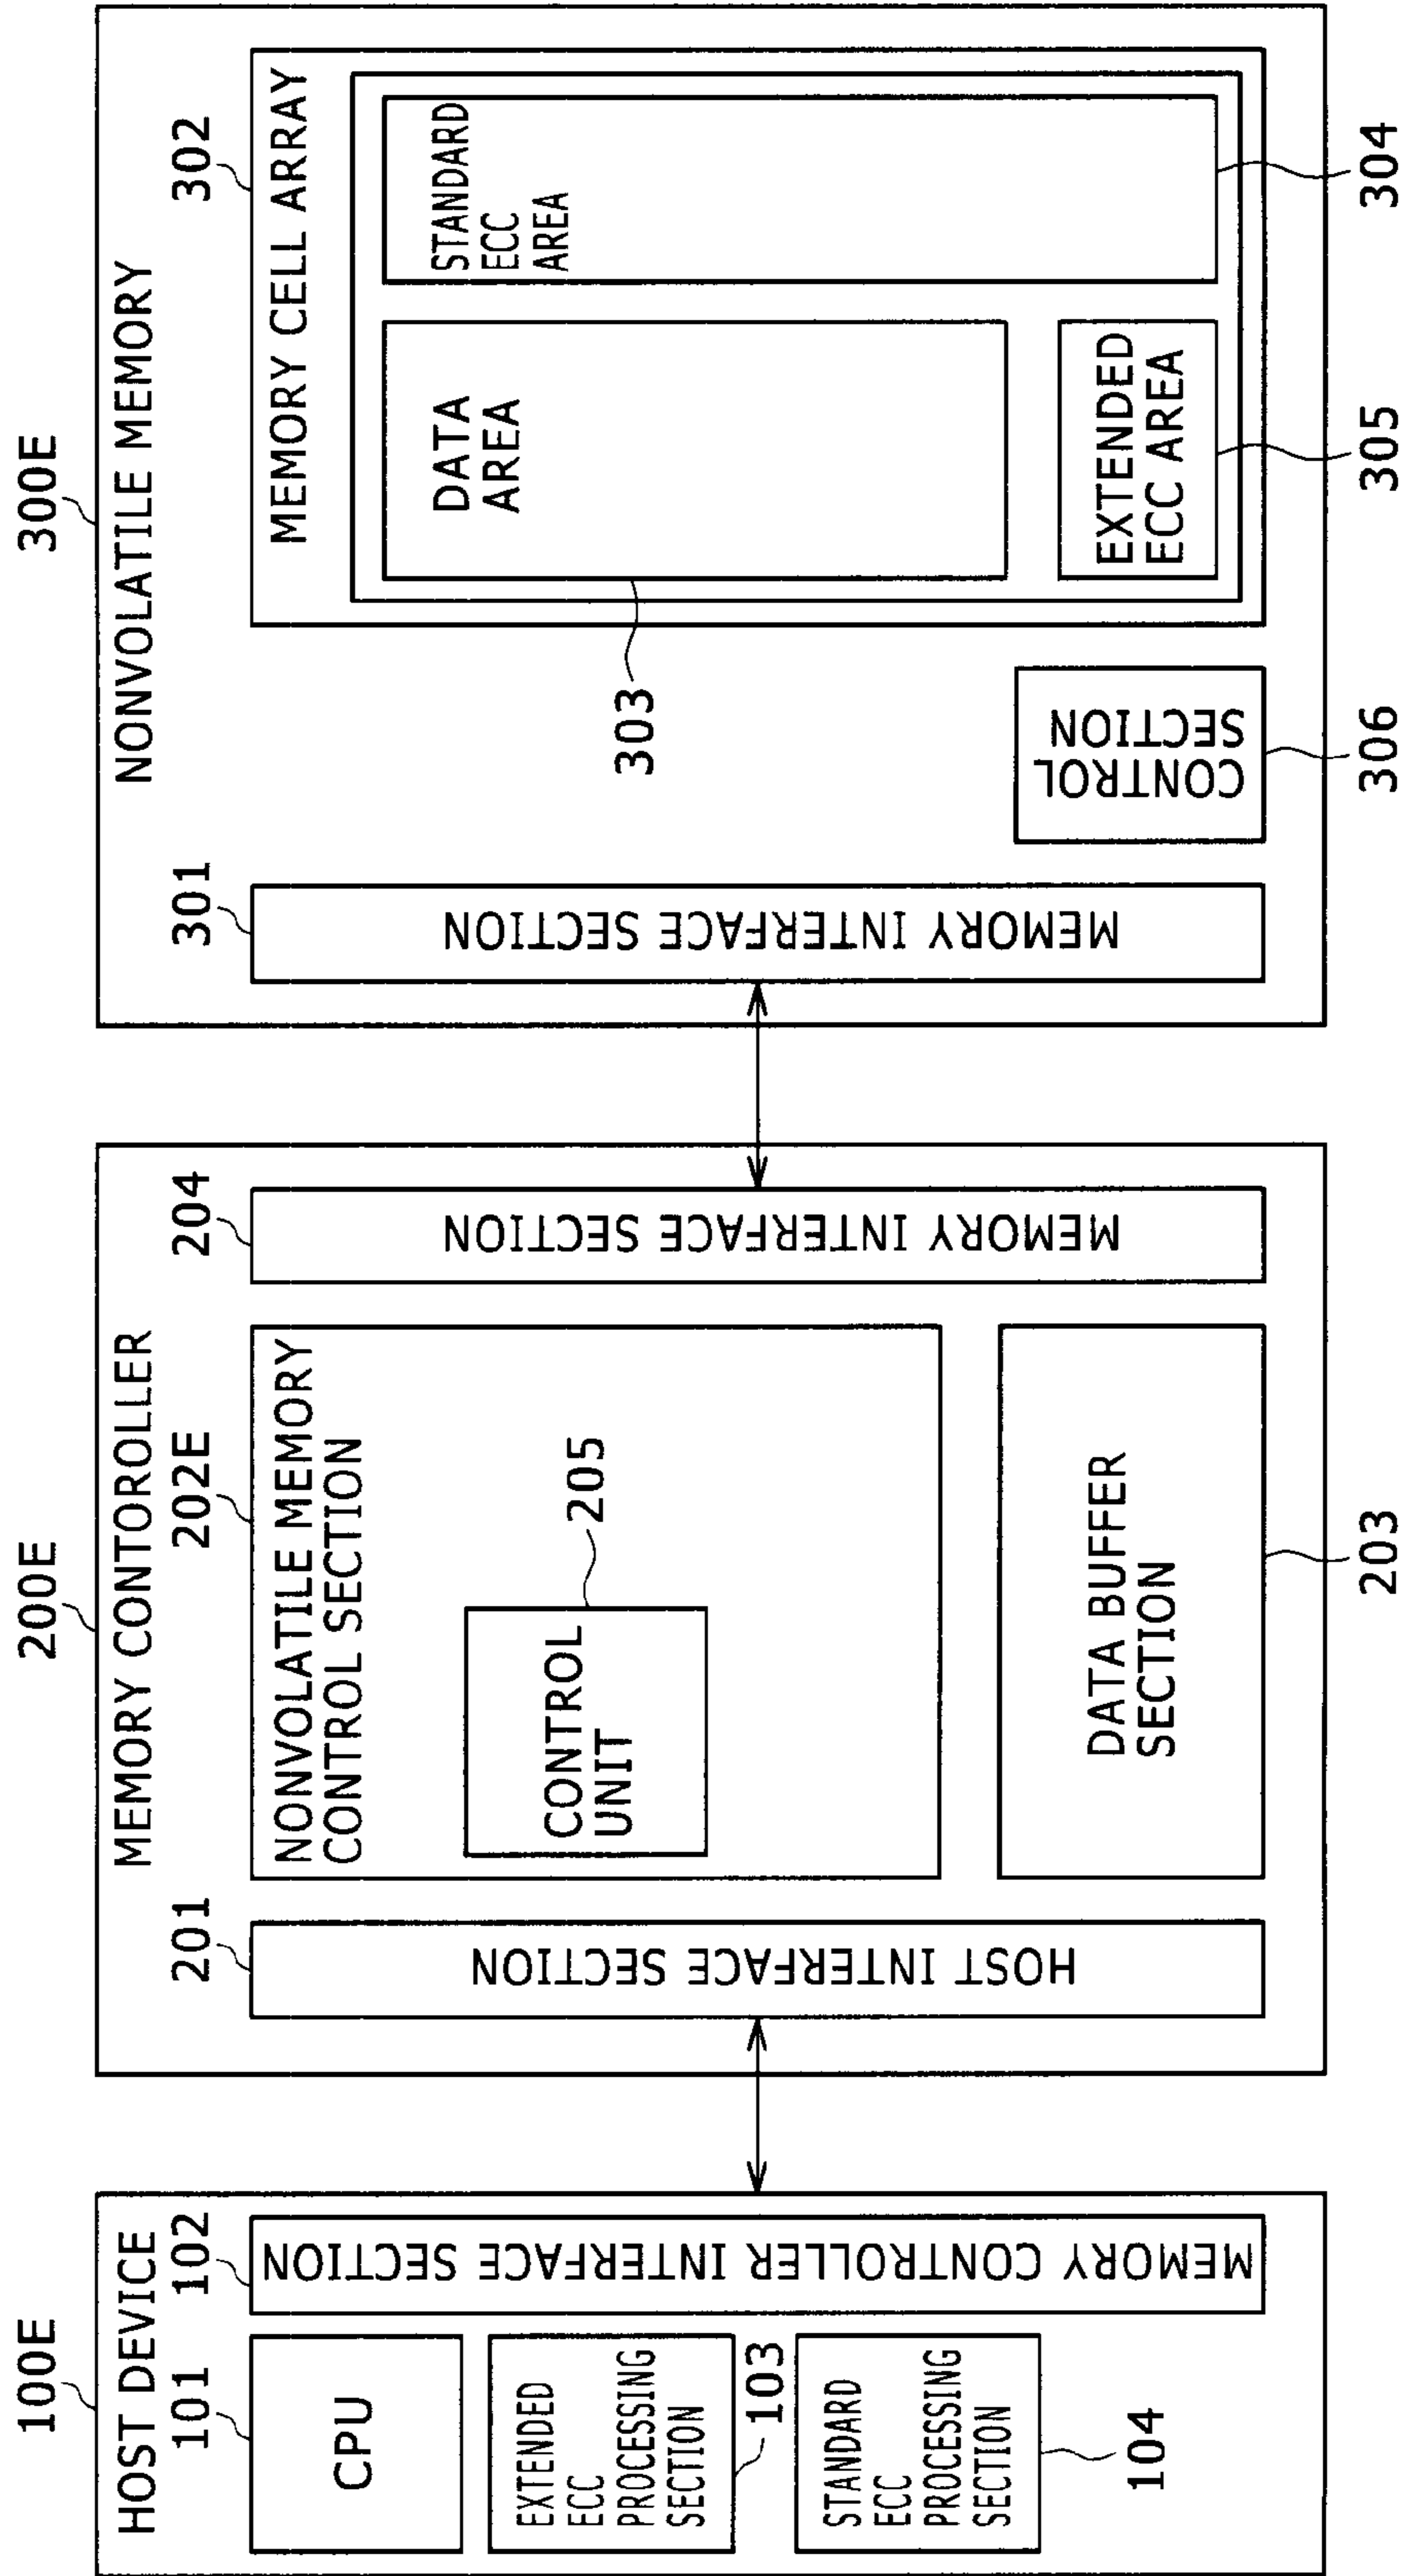 100E
HOST DEVICE
101
CPU
102
MEMORY CONTROLLER INTERFACE SECTION
EXTENDED
ECC
PROCESSING
SECTION
103
STANDARD
ECC
PROCESSING
SECTION
104
200E
MEMORY CONTOROLLER
201
HOST INTERFACE SECTION
202E
NONVOLATILE MEMORY
CONTROL SECTION
205
CONTROL
UNIT
DATA BUFFER
SECTION
203
204
MEMORY INTERFACE SECTION
300E
NONVOLATILE MEMORY
301
MEMORY INTERFACE SECTION
302
MEMORY CELL ARRAY
DATA
AREA
303
STANDARD
ECC
AREA
304
EXTENDED
ECC AREA
305
CONTROL
SECTION
306